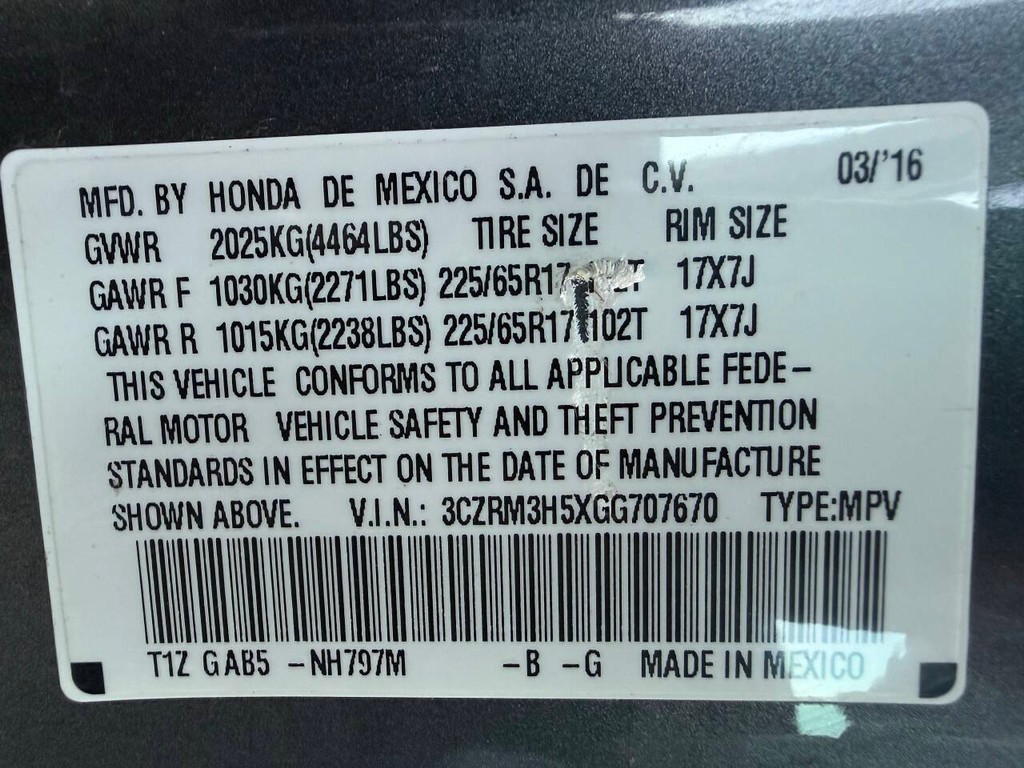 MFD. BY HONDA DE MEXICO S.A. DE C.V. 03/'16
GVWR 2025KG(4464LBS) TIRE SIZE RIM SIZE
GAWR F 1030KG(2271LBS) 225/65R17 17X7J
GAWR R 1015KG(2238LBS) 225/65R17 102T 17X7J
THIS VEHICLE CONFORMS TO ALL APPLICABLE FEDE-
RAL MOTOR VEHICLE SAFETY AND THEFT PREVENTION
STANDARDS IN EFFECT ON THE DATE OF MANUFACTURE
SHOWN ABOVE. V.I.N.: 3CZRM3H5XGG707670 TYPE:MPV
T1Z GAB5 -NH797M -B -G MADE IN MEXICO